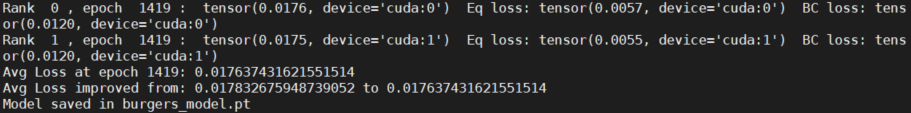 Rank  0 , epoch  1419 :  tensor(0.0176, device='cuda:0')  Eq loss: tensor(0.0057, device='cuda:0')  BC loss: tens
or(0.0120, device='cuda:0')
Rank  1 , epoch  1419 :  tensor(0.0175, device='cuda:1')  Eq loss: tensor(0.0055, device='cuda:1')  BC loss: tens
or(0.0120, device='cuda:1')
Avg Loss at epoch 1419: 0.017637431621551514
Avg Loss improved from: 0.017832675948739052 to 0.017637431621551514
Model saved in burgers_model.pt